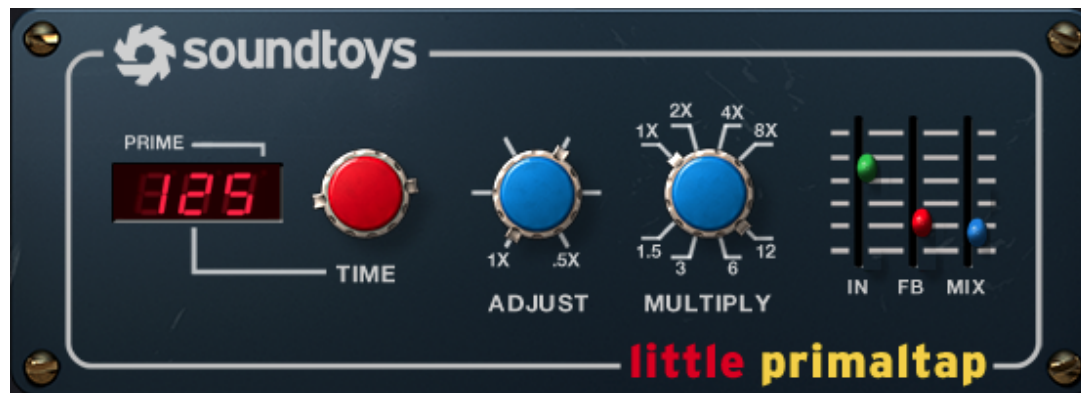 soundtoys
PRIME
125
TIME
1X
.5X
ADJUST
1X
2X
4X
8X
1.5
3
6
12
MULTIPLY
IN
FB
MIX
little primaltap